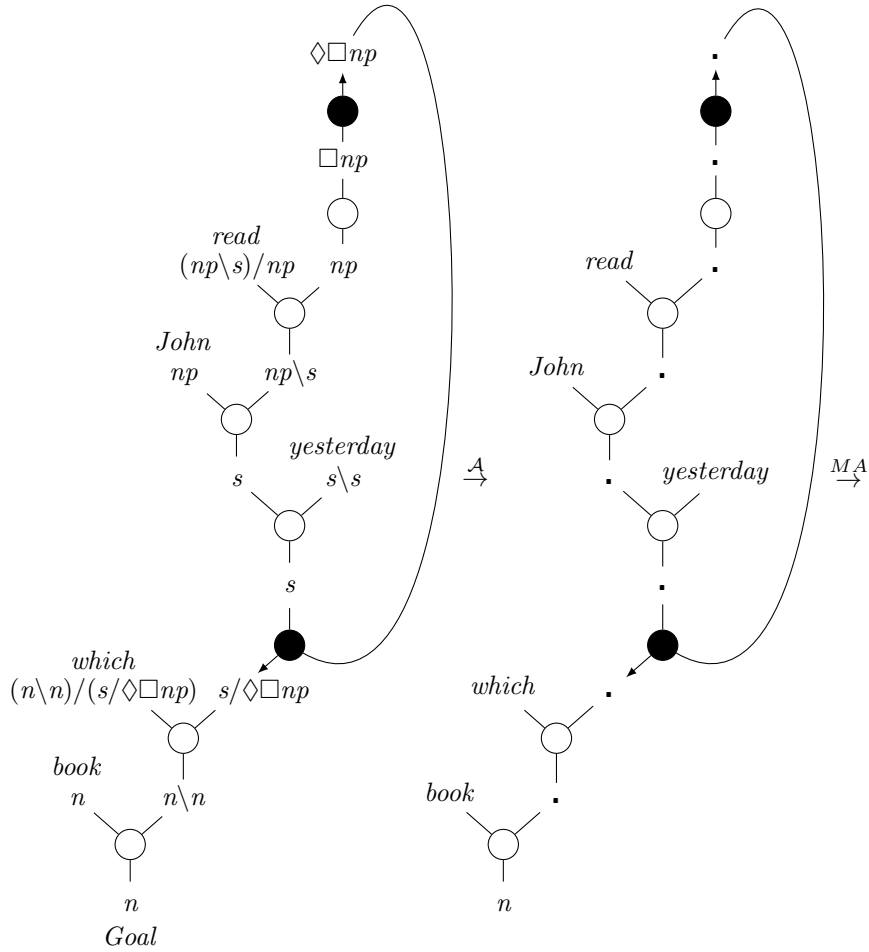 ◊□np
□np
read
(np\s)/np np
John
np np\s
yesterday
s s\s
s
which
(n\n)/(s/◊□np) s/◊□np
book
n n\n
n
Goal
𝒜
→
.
.
read
.
John
.
.
yesterday
.
which
.
book
.
n
MA
→